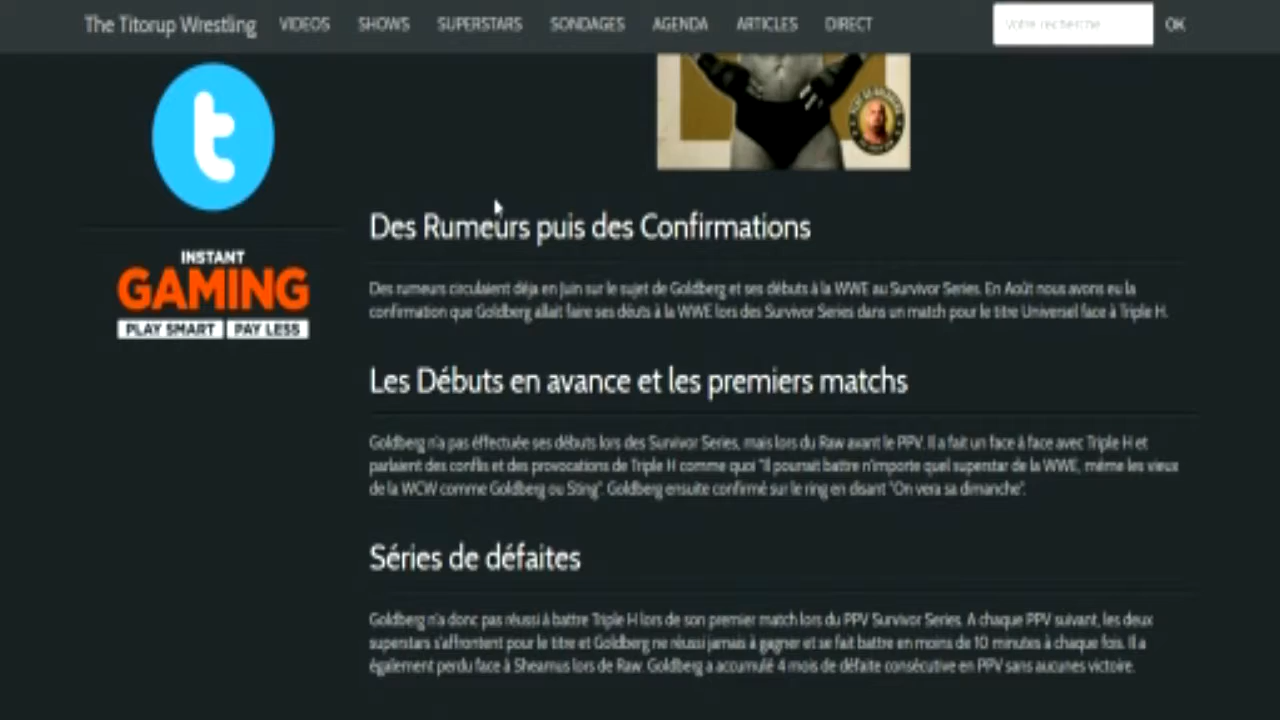 The Titorup Wrestling VIDEOS SHOWS SUPERSTARS SONDAGES AGENDA ARTICLES DIRECT Votre recherche OK
t
INSTANT
GAMING
PLAY SMART PAY LESS
Des Rumeurs puis des Confirmations
Des rumeurs circulaient déja en Juin sur le sujet de Goldberg et ses débuts à la WWE au Survivor Series. En Août nous avons eu la
confirmation que Goldberg allait faire ses déuts à la WWE lors des Survivor Series dans un match pour le titre Universel face à Triple H.
Les Débuts en avance et les premiers matchs
Goldberg n'a pas éffectuée ses débuts lors des Survivor Series, mais lors du Raw avant le PPV. Il a fait un face à face avec Triple H et
parlaient des conflis et des provocations de Triple H comme quoi "Il pourrait battre n'importe quel superstar de la WWE, même les vieux
de la WCW comme Goldberg ou Sting". Goldberg ensuite confirmé sur le ring en disant "On vera sa dimanche".
Séries de défaites
Goldberg n'a donc pas réussi à battre Triple H lors de son premier match lors du PPV Survivor Series. A chaque PPV suivant, les deux
superstars s'affrontent pour le titre et Goldberg ne réussi jamais à gagner et se fait battre en moins de 10 minutes à chaque fois. Il a
également perdu face à Sheamus lors de Raw. Goldberg a accumulé 4 mois de défaite consécutive en PPV sans aucunes victoire.